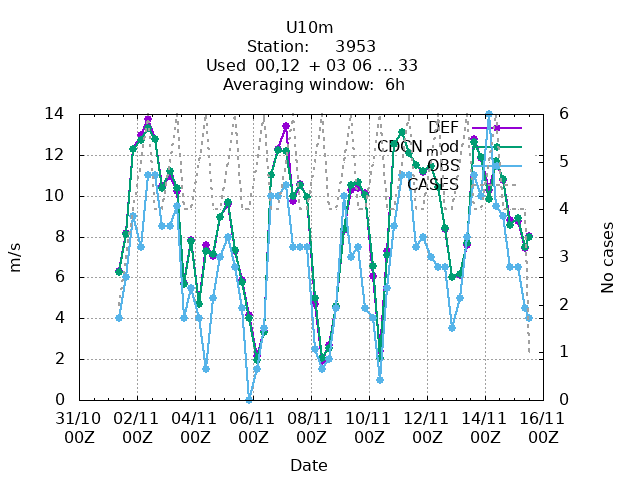 U10m
Station: 3953
Used 00,12 + 03 06 ... 33
Averaging window: 6h
14
12
10
8
6
4
2
0
m/s
6
5
4
3
2
1
0
No cases
DEF
CDCN_mod
OBS
CASES
31/10 02/11 04/11 06/11 08/11 10/11 12/11 14/11 16/11
00Z 00Z 00Z 00Z 00Z 00Z 00Z 00Z 00Z
Date